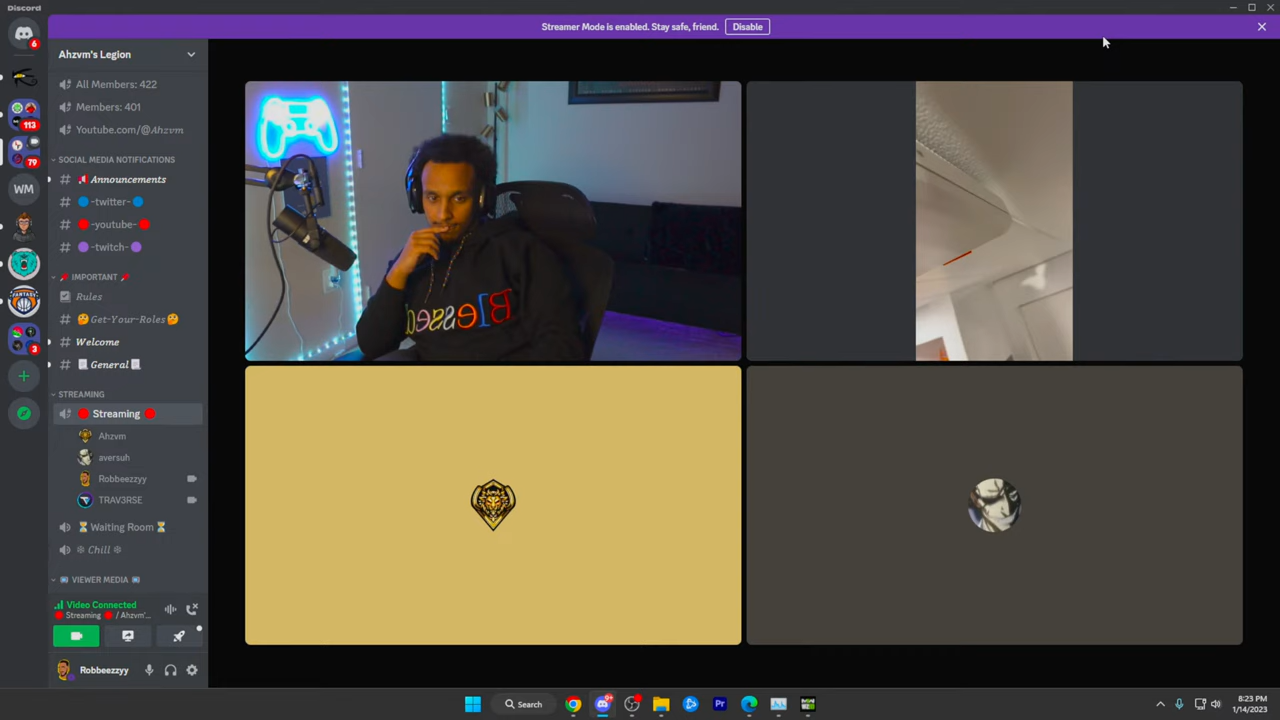 Discord
Streamer Mode is enabled. Stay safe, friend.
Disable
6
113
79
WM
3
Ahzvm's Legion
All Members: 422
Members: 401
Youtube.com/@Ahzvm
SOCIAL MEDIA NOTIFICATIONS
# 📢Announcements
# 🔵-twitter-🔵
# 🔴-youtube-🔴
# 🟣-twitch-🟣
📌 IMPORTANT 📌
Rules
# 🤔Get-Your-Roles🤔
# Welcome
# 📃General📃
STREAMING
🔴 Streaming 🔴
Ahzvm
aversuh
Robbeezzyy
TRAV3RSE
⏳Waiting Room⏳
❄ Chill ❄
VIEWER MEDIA
Video Connected
🔴 Streaming 🔴 / Ahzvm'...
Robbeezzyy
Blessed
Search
9+
Pr
8:23 PM
1/14/2023